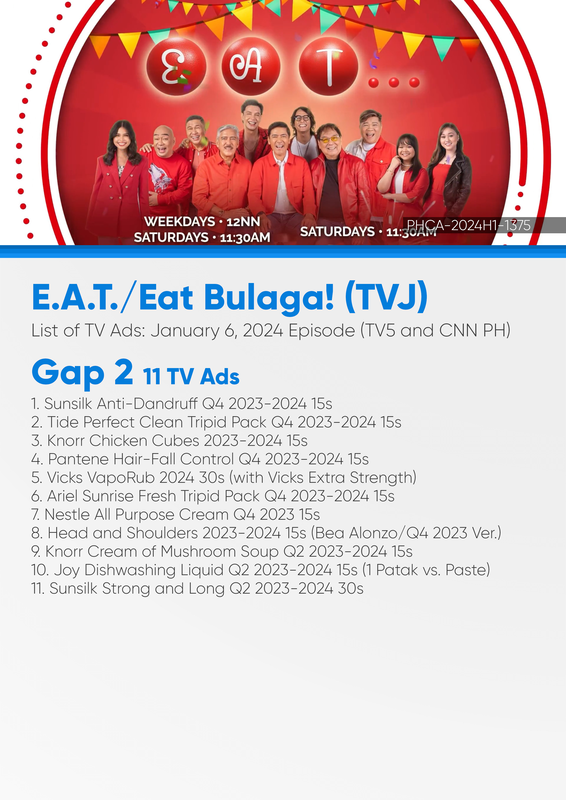 E A T...
WEEKDAYS • 12NN
SATURDAYS • 11:30AM
SATURDAYS • 11:30AM
PHCA-2024H1-1375
E.A.T./Eat Bulaga! (TVJ)
List of TV Ads: January 6, 2024 Episode (TV5 and CNN PH)
Gap 2 11 TV Ads
1. Sunsilk Anti-Dandruff Q4 2023-2024 15s
2. Tide Perfect Clean Tripid Pack Q4 2023-2024 15s
3. Knorr Chicken Cubes 2023-2024 15s
4. Pantene Hair-Fall Control Q4 2023-2024 15s
5. Vicks VapoRub 2024 30s (with Vicks Extra Strength)
6. Ariel Sunrise Fresh Tripid Pack Q4 2023-2024 15s
7. Nestle All Purpose Cream Q4 2023 15s
8. Head and Shoulders 2023-2024 15s (Bea Alonzo/Q4 2023 Ver.)
9. Knorr Cream of Mushroom Soup Q2 2023-2024 15s
10. Joy Dishwashing Liquid Q2 2023-2024 15s (1 Patak vs. Paste)
11. Sunsilk Strong and Long Q2 2023-2024 30s